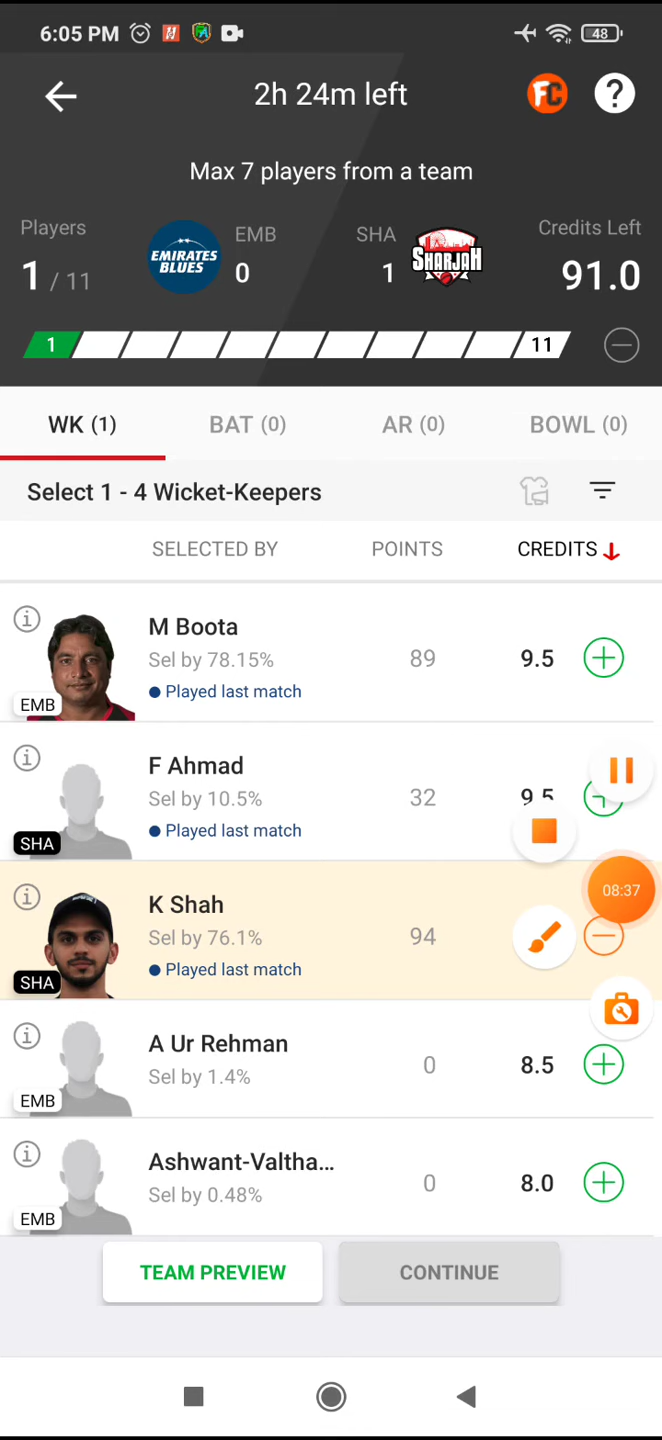 6:05 PM
48
2h 24m left
FC
?
Max 7 players from a team
Players
1 / 11
EMIRATES
BLUES
EMB
0
SHA
1
SHARJAH
Credits Left
91.0
1
11
WK (1)
BAT (0)
AR (0)
BOWL (0)
Select 1 - 4 Wicket-Keepers
SELECTED BY
POINTS
CREDITS
M Boota
Sel by 78.15%
Played last match
EMB
89
9.5
F Ahmad
Sel by 10.5%
Played last match
SHA
32
9.5
K Shah
Sel by 76.1%
Played last match
SHA
94
08:37
A Ur Rehman
Sel by 1.4%
EMB
0
8.5
Ashwant-Valtha...
Sel by 0.48%
EMB
0
8.0
TEAM PREVIEW
CONTINUE